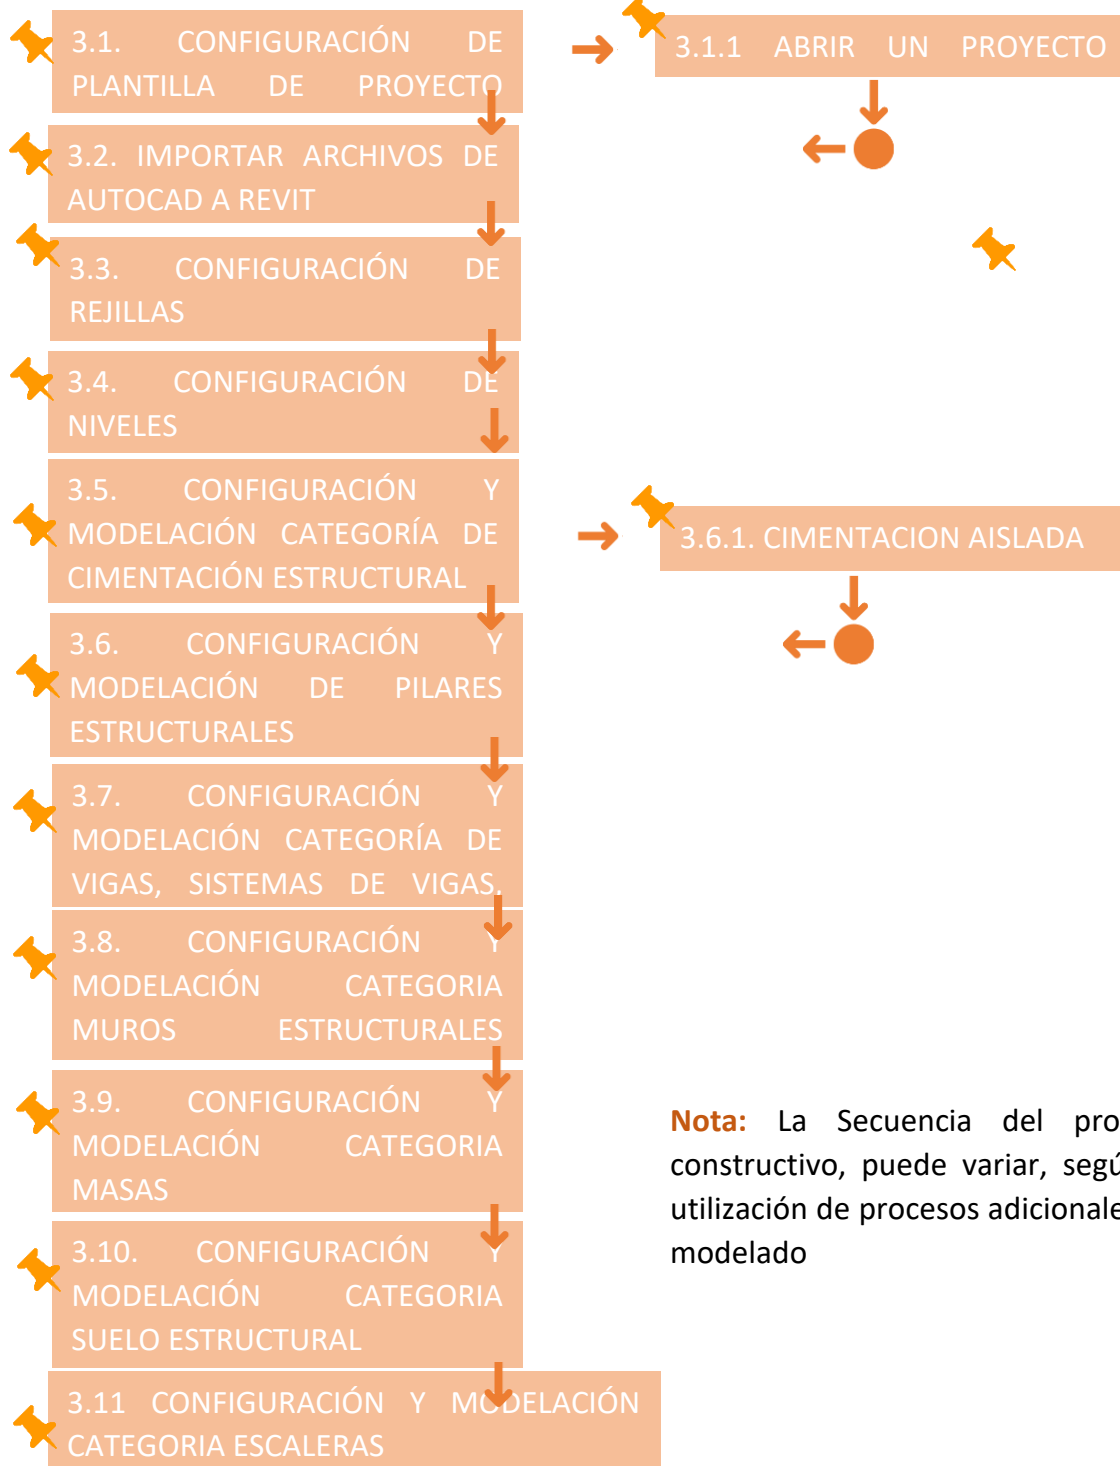 3.1. CONFIGURACIÓN DE
PLANTILLA DE PROYECTO
3.1.1 ABRIR UN PROYECTO
3.2. IMPORTAR ARCHIVOS DE
AUTOCAD A REVIT
3.3. CONFIGURACIÓN DE
REJILLAS
3.4. CONFIGURACIÓN DE
NIVELES
3.5. CONFIGURACIÓN Y
MODELACIÓN CATEGORÍA DE
CIMENTACIÓN ESTRUCTURAL
3.6.1. CIMENTACION AISLADA
3.6. CONFIGURACIÓN Y
MODELACIÓN DE PILARES
ESTRUCTURALES
3.7. CONFIGURACIÓN Y
MODELACIÓN CATEGORÍA DE
VIGAS, SISTEMAS DE VIGAS,
3.8. CONFIGURACIÓN Y
MODELACIÓN CATEGORIA
MUROS ESTRUCTURALES
3.9. CONFIGURACIÓN Y
MODELACIÓN CATEGORIA
MASAS
Nota: La Secuencia del
constructivo, puede variar,
utilización de procesos
modelado
3.10. CONFIGURACIÓN Y
MODELACIÓN CATEGORIA
SUELO ESTRUCTURAL
3.11 CONFIGURACIÓN Y MODELACIÓN
CATEGORIA ESCALERAS